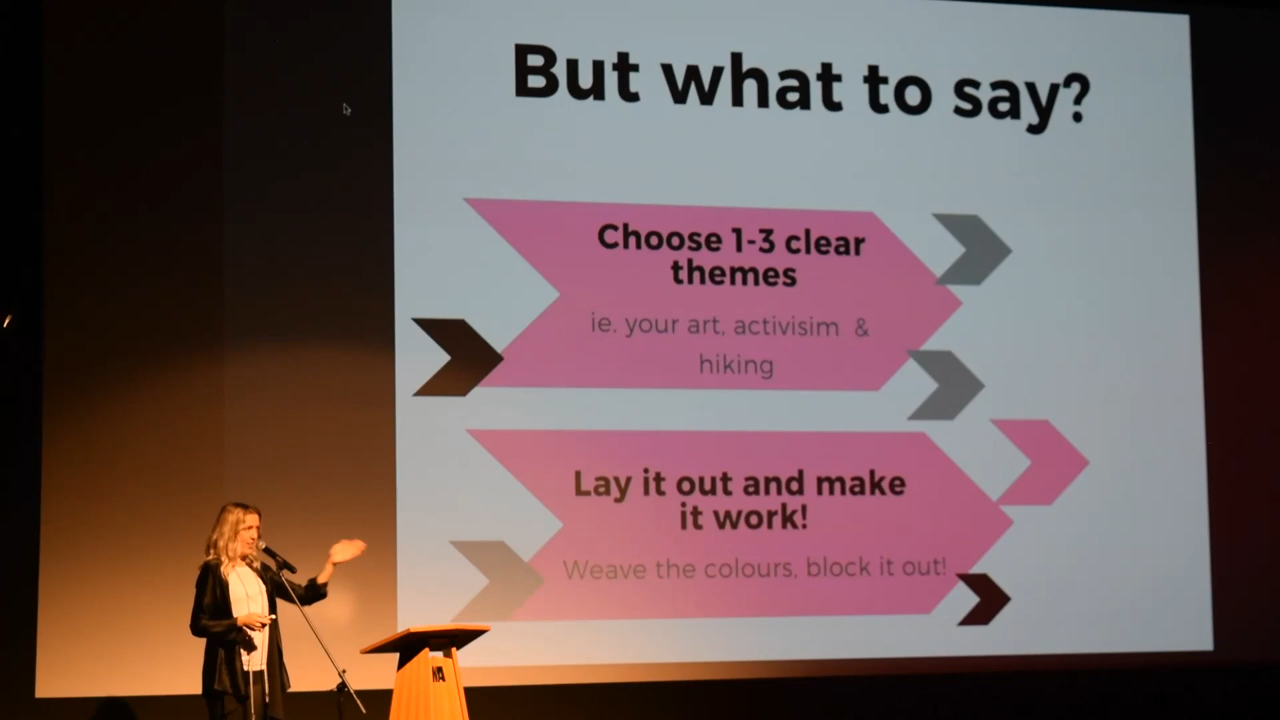 But what to say?
Choose 1-3 clear
themes
ie. your art, activisim &
hiking
Lay it out and make
it work!
Weave the colours, block it out!